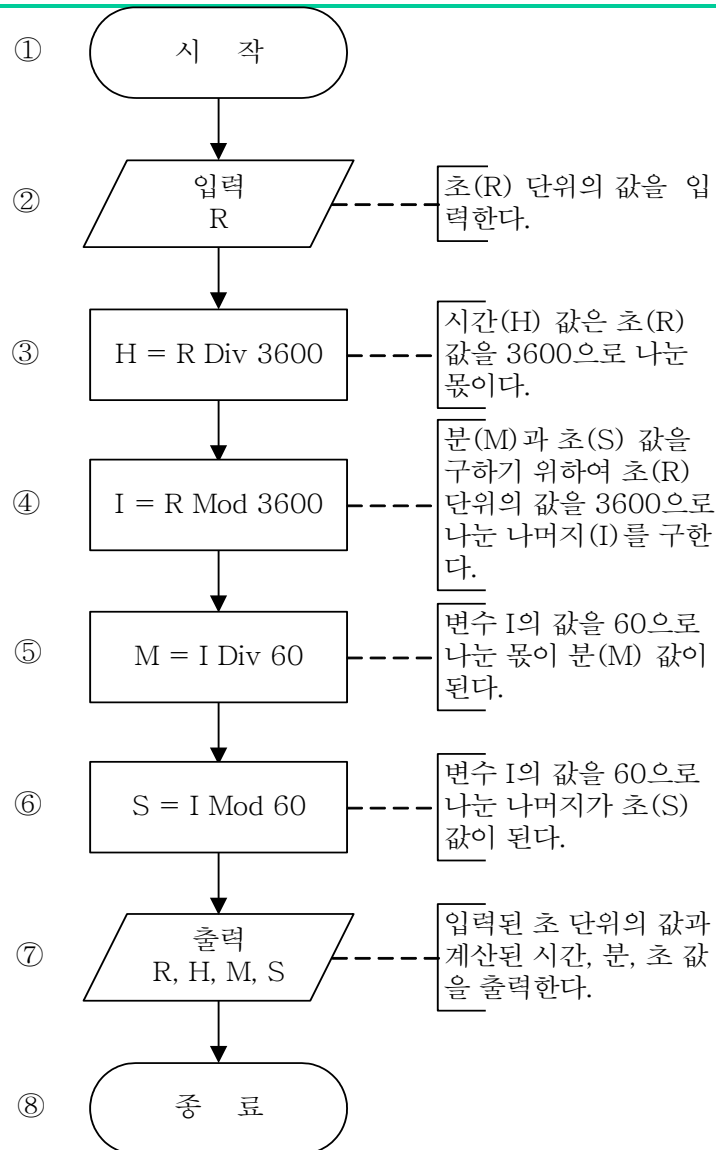 ①
시 작
②
입력
R
초(R) 단위의 값을 입
력한다.
③
H = R Div 3600
시간(H) 값은 초(R)
값을 3600으로 나눈
몫이다.
④
I = R Mod 3600
분(M)과 초(S) 값을
구하기 위하여 초(R)
단위의 값을 3600으로
나눈 나머지(I)를 구한
다.
⑤
M = I Div 60
변수 I의 값을 60으로
나눈 몫이 분(M) 값이
된다.
⑥
S = I Mod 60
변수 I의 값을 60으로
나눈 나머지가 초(S)
값이 된다.
⑦
출력
R, H, M, S
입력된 초 단위의 값과
계산된 시간, 분, 초 값
을 출력한다.
⑧
종 료